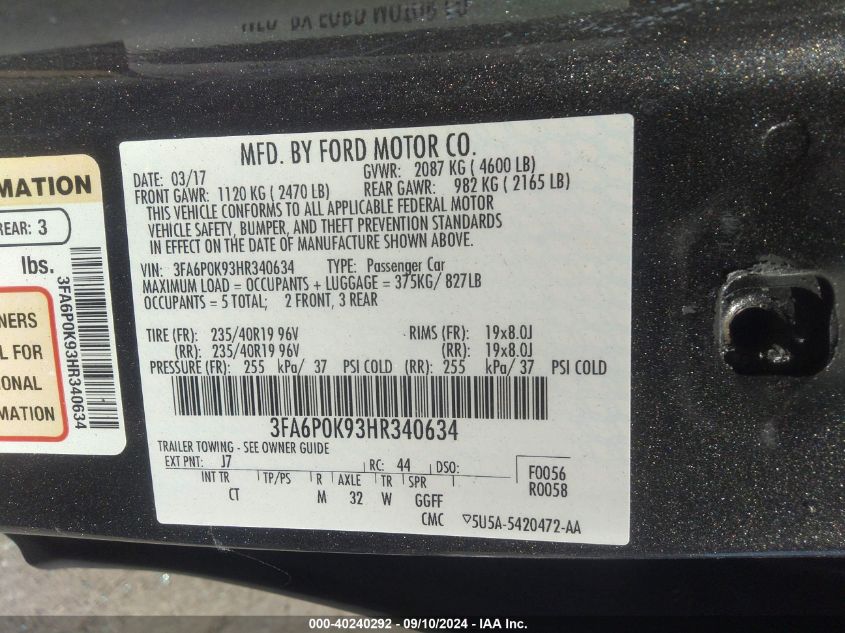 MFD. BY FORD MOTOR CO.
DATE: 03/17 GVWR: 2087 KG ( 4600 LB)
FRONT GAWR: 1120 KG ( 2470 LB) REAR GAWR: 982 KG ( 2165 LB)
THIS VEHICLE CONFORMS TO ALL APPLICABLE FEDERAL MOTOR
VEHICLE SAFETY, BUMPER, AND THEFT PREVENTION STANDARDS
IN EFFECT ON THE DATE OF MANUFACTURE SHOWN ABOVE.
VIN: 3FA6P0K93HR340634 TYPE: Passenger Car
MAXIMUM LOAD = OCCUPANTS + LUGGAGE = 375KG/ 827LB
OCCUPANTS = 5 TOTAL; 2 FRONT, 3 REAR
TIRE (FR): 235/40R19 96V RIMS (FR): 19x8.0J
(RR): 235/40R19 96V (RR): 19x8.0J
PRESSURE (FR): 255 kPa/ 37 PSI COLD (RR): 255 kPa/ 37 PSI COLD
3FA6P0K93HR340634
TRAILER TOWING - SEE OWNER GUIDE
EXT PNT: J7 RC: 44 DSO: F0056
INT TR TP/PS R AXLE TR SPR R0058
CT M 32 W GGFF
CMC ▽5U5A-5420472-AA
MATION
REAR: 3
lbs.
3FA6P0K93HR340634
NERS
L FOR
IONAL
RMATION
000-40240292 - 09/10/2024 - IAA Inc.